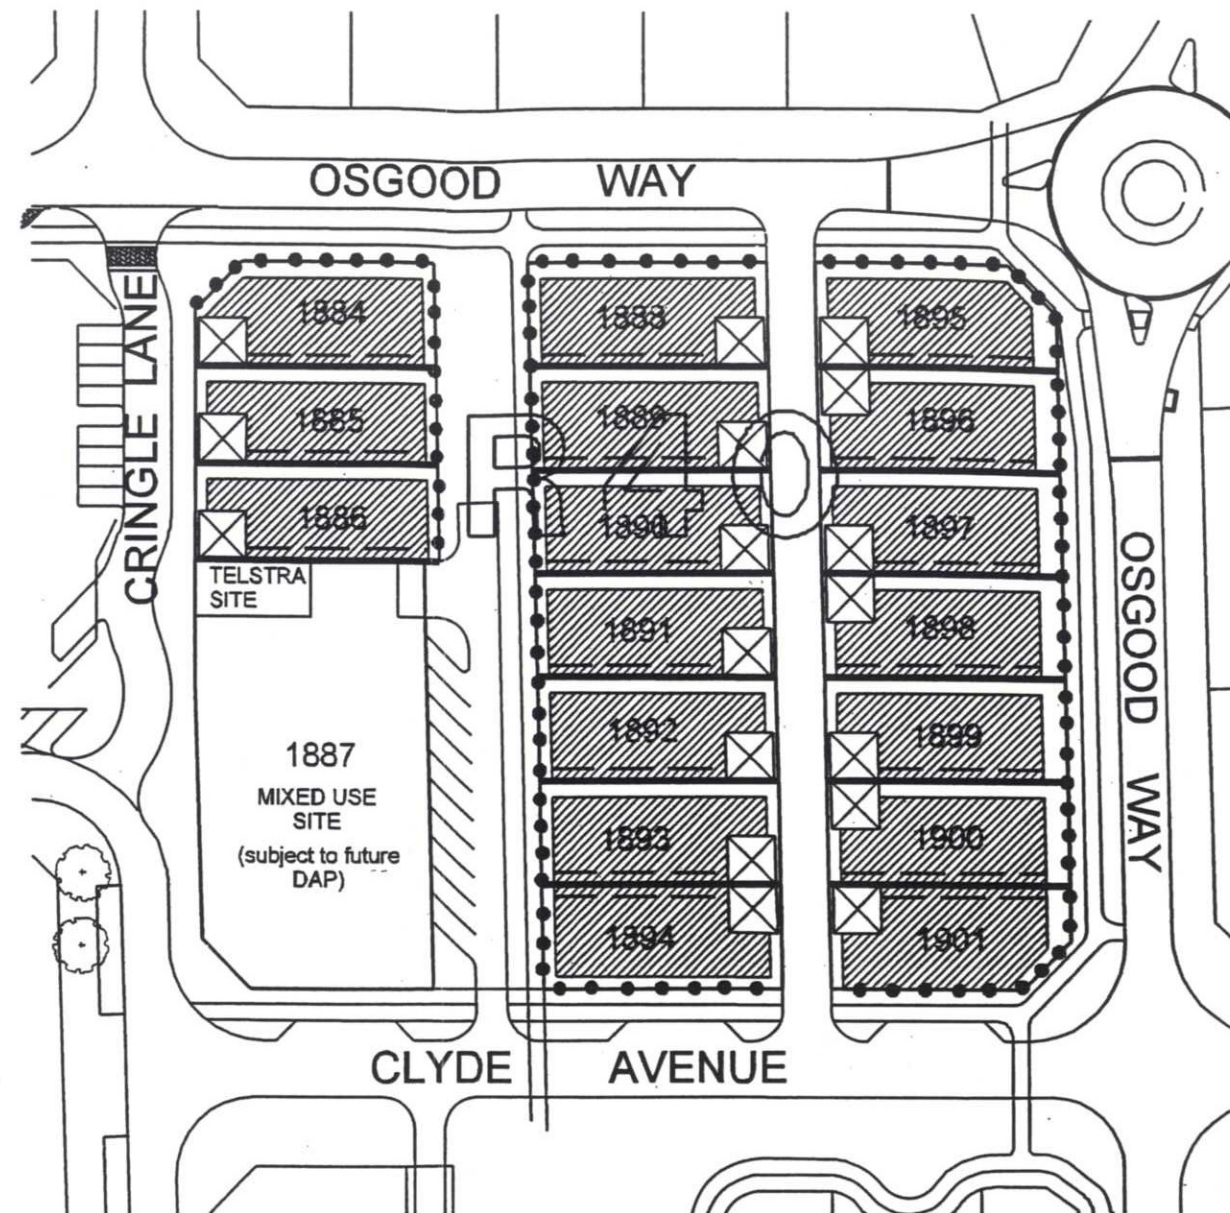 OSGOOD WAY
CRINGLE LANE
1884
1885
1886
TELSTRA
SITE
1887
MIXED USE
SITE
(subject to future
DAP)
1888
1889
1890
1891
1892
1893
1894
1895
1896
1897
1898
1899
1900
1901
OSGOOD WAY
CLYDE AVENUE